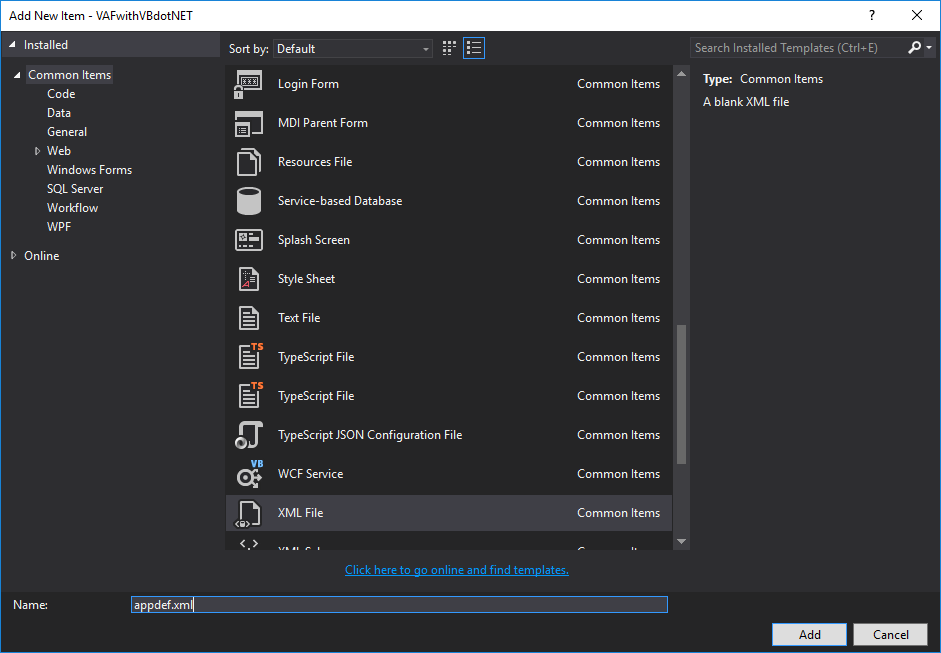 Add New Item - VAFwithVBdotNET
?
Installed
Sort by: Default
Search Installed Templates (Ctrl+E)
Common Items
Code
Data
General
Web
Windows Forms
SQL Server
Workflow
WPF
Online
Login Form Common Items
MDI Parent Form Common Items
Resources File Common Items
Service-based Database Common Items
Splash Screen Common Items
Style Sheet Common Items
Text File Common Items
TS
TypeScript File Common Items
TS
TypeScript File Common Items
TypeScript JSON Configuration File Common Items
VB
WCF Service Common Items
XML File Common Items
Type: Common Items
A blank XML file
Click here to go online and find templates.
Name: appdef.xml
Add Cancel